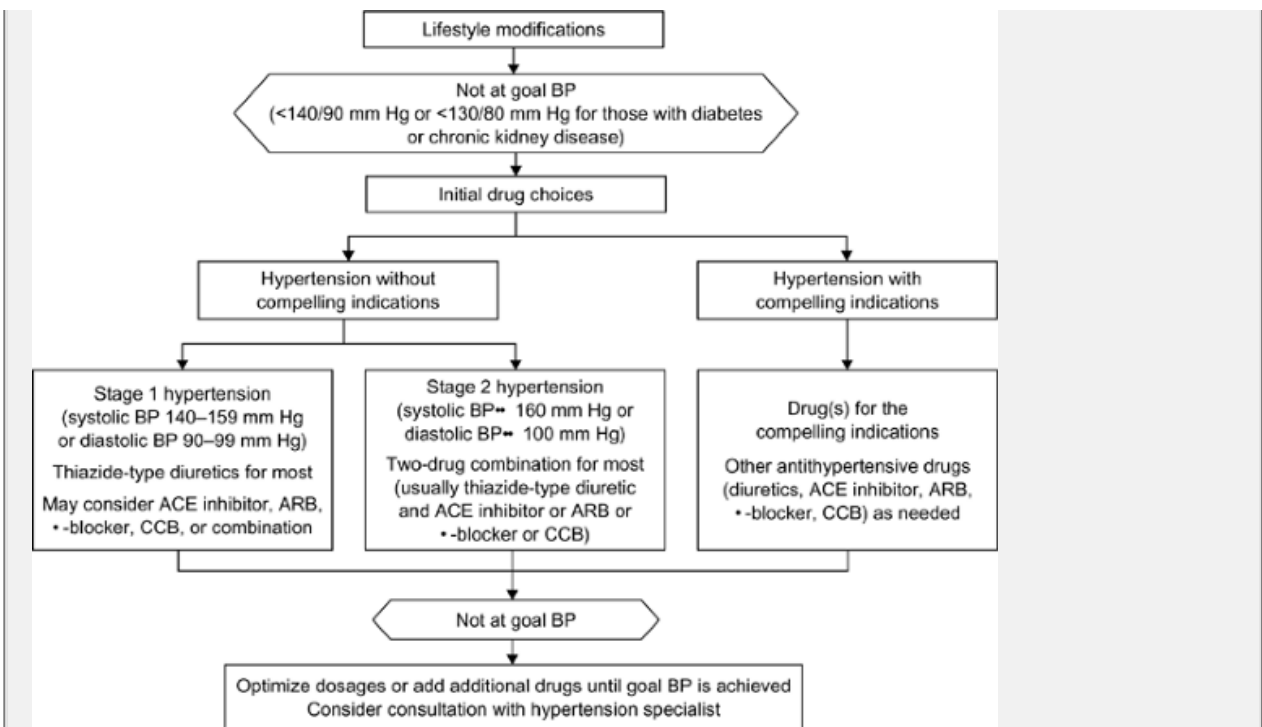 Lifestyle modifications
Not at goal BP
(<140/90 mm Hg or <130/80 mm Hg for those with diabetes
or chronic kidney disease)
Initial drug choices
Hypertension without
compelling indications
Hypertension with
compelling indications
Stage 1 hypertension
(systolic BP 140–159 mm Hg
or diastolic BP 90–99 mm Hg)
Thiazide-type diuretics for most
May consider ACE inhibitor, ARB,
•-blocker, CCB, or combination
Stage 2 hypertension
(systolic BP•• 160 mm Hg or
diastolic BP•• 100 mm Hg)
Two-drug combination for most
(usually thiazide-type diuretic
and ACE inhibitor or ARB or
•-blocker or CCB)
Drug(s) for the
compelling indications
Other antihypertensive drugs
(diuretics, ACE inhibitor, ARB,
•-blocker, CCB) as needed
Not at goal BP
Optimize dosages or add additional drugs until goal BP is achieved
Consider consultation with hypertension specialist